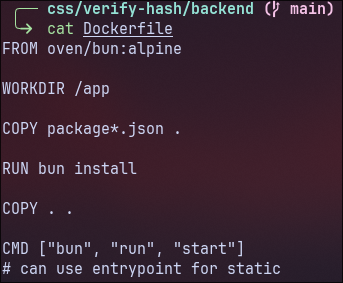 css/verify-hash/backend (ᚠ main)
cat Dockerfile
FROM oven/bun:alpine
WORKDIR /app
COPY package*.json .
RUN bun install
COPY . .
CMD ["bun", "run", "start"]
# can use entrypoint for static